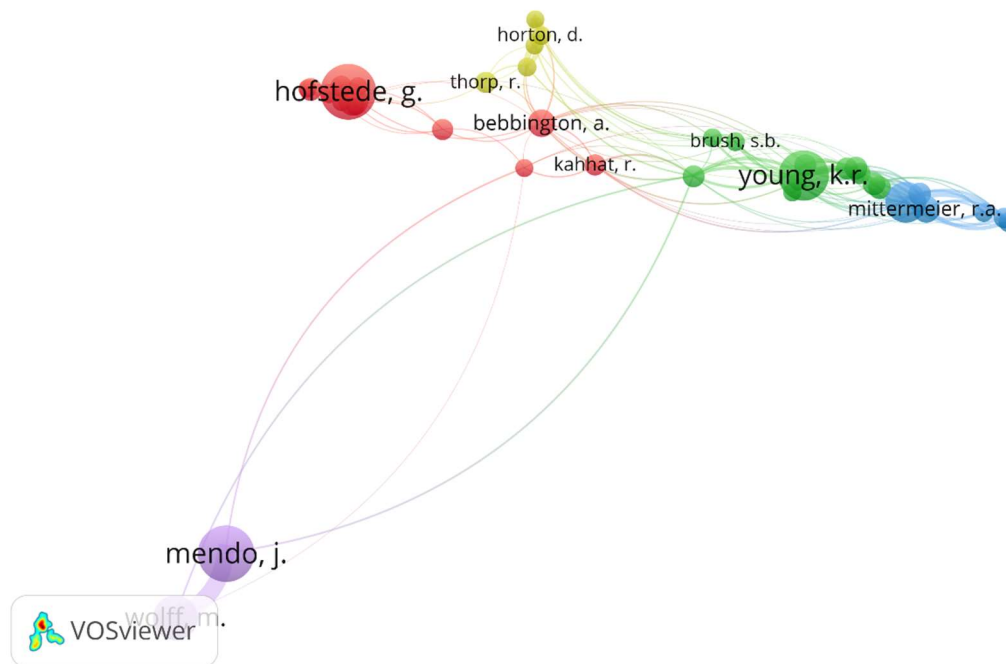 horton, d.
thorp, r.
hofstede, g.
bebbington, a.
brush, s.b.
kahhat, r.
young, k.r.
mittermeier, r.a.
mendo, j.
wolff, m.
VOSviewer